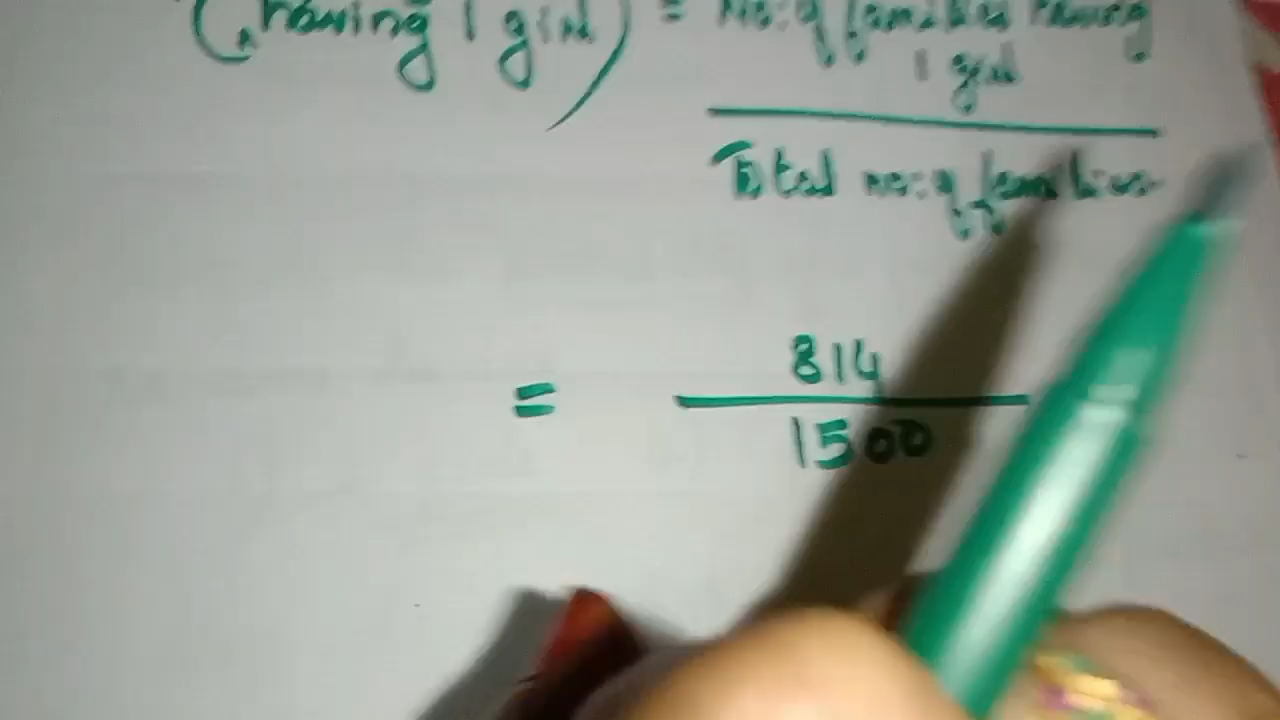 (having 1 girl) = No: of families having
1 girl
Total no: of families
= 814
1500